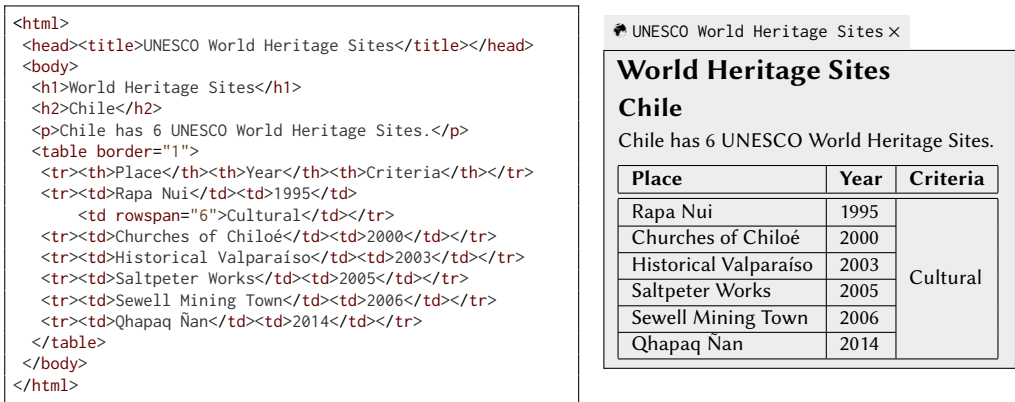 <html>
<head><title>UNESCO World Heritage Sites</title></head>
<body>
<h1>World Heritage Sites</h1>
<h2>Chile</h2>
<p>Chile has 6 UNESCO World Heritage Sites.</p>
<table border="1">
<tr><th>Place</th><th>Year</th><th>Criteria</th></tr>
<tr><td>Rapa Nui</td><td>1995</td>
<td rowspan="6">Cultural</td></tr>
<tr><td>Churches of Chiloé</td><td>2000</td></tr>
<tr><td>Historical Valparaíso</td><td>2003</td></tr>
<tr><td>Saltpeter Works</td><td>2005</td></tr>
<tr><td>Sewell Mining Town</td><td>2006</td></tr>
<tr><td>Qhapaq Ñan</td><td>2014</td></tr>
</table>
</body>
</html>
UNESCO World Heritage Sites ×
World Heritage Sites
Chile
Chile has 6 UNESCO World Heritage Sites.
Place Year Criteria
Rapa Nui 1995
Churches of Chiloé 2000
Historical Valparaíso 2003
Cultural
Saltpeter Works 2005
Sewell Mining Town 2006
Qhapaq Ñan 2014